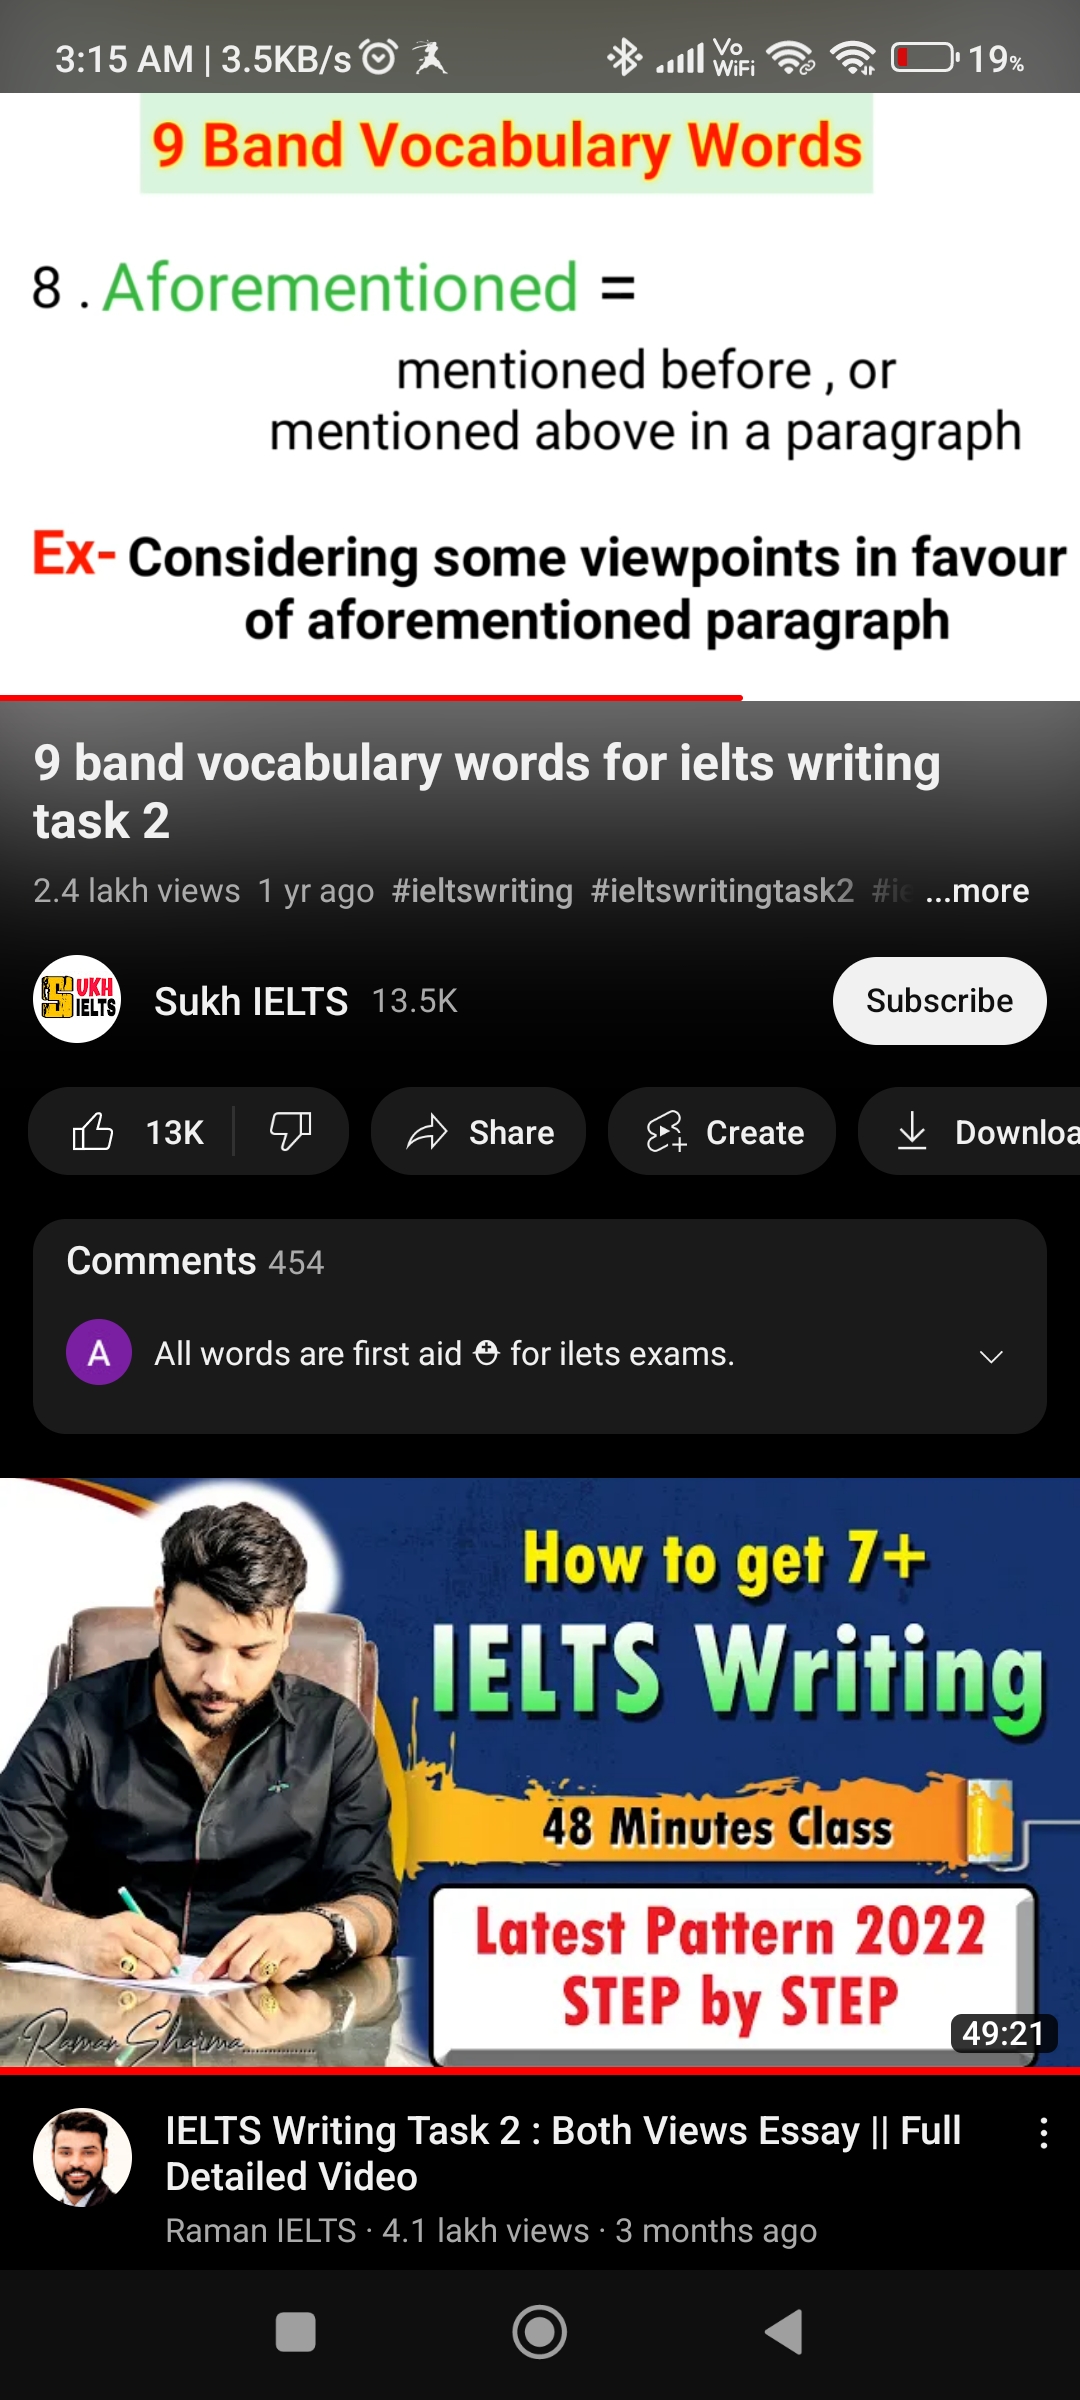 3:15 AM | 3.5KB/s Vo WiFi 19%
9 Band Vocabulary Words
8 . Aforementioned =
mentioned before , or
mentioned above in a paragraph
Ex- Considering some viewpoints in favour
of aforementioned paragraph
9 band vocabulary words for ielts writing
task 2
2.4 lakh views 1 yr ago #ieltswriting #ieltswritingtask2 #ie ...more
SUKH
IELTS
Sukh IELTS 13.5K
Subscribe
13K Share Create Downloa
Comments 454
A All words are first aid ⛑ for ilets exams.
How to get 7+
IELTS Writing
48 Minutes Class
Latest Pattern 2022
STEP by STEP
Raman Sharma
49:21
IELTS Writing Task 2 : Both Views Essay || Full
Detailed Video
Raman IELTS · 4.1 lakh views · 3 months ago